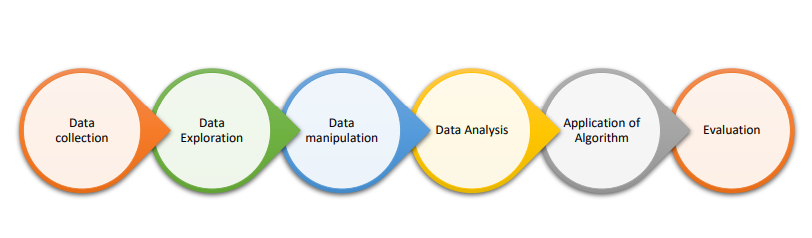 Data
collection
Data
Exploration
Data
manipulation
Data Analysis
Application of
Algorithm
Evaluation